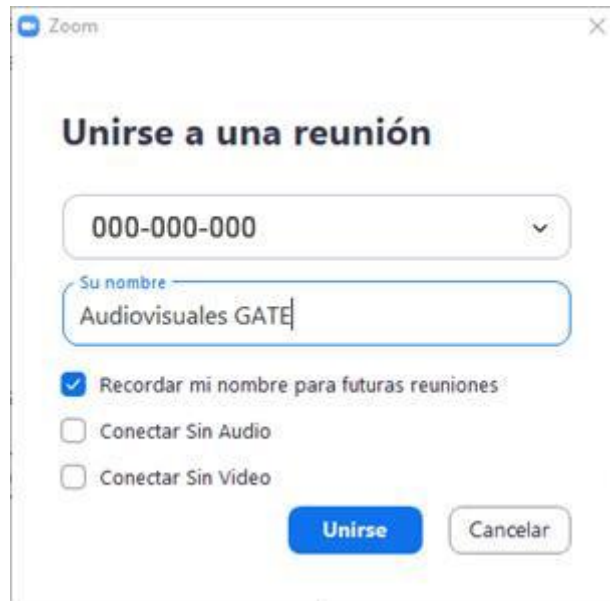 Zoom
Unirse a una reunión
000-000-000
Su nombre
Audiovisuales GATE
Recordar mi nombre para futuras reuniones
Conectar Sin Audio
Conectar Sin Video
Unirse Cancelar